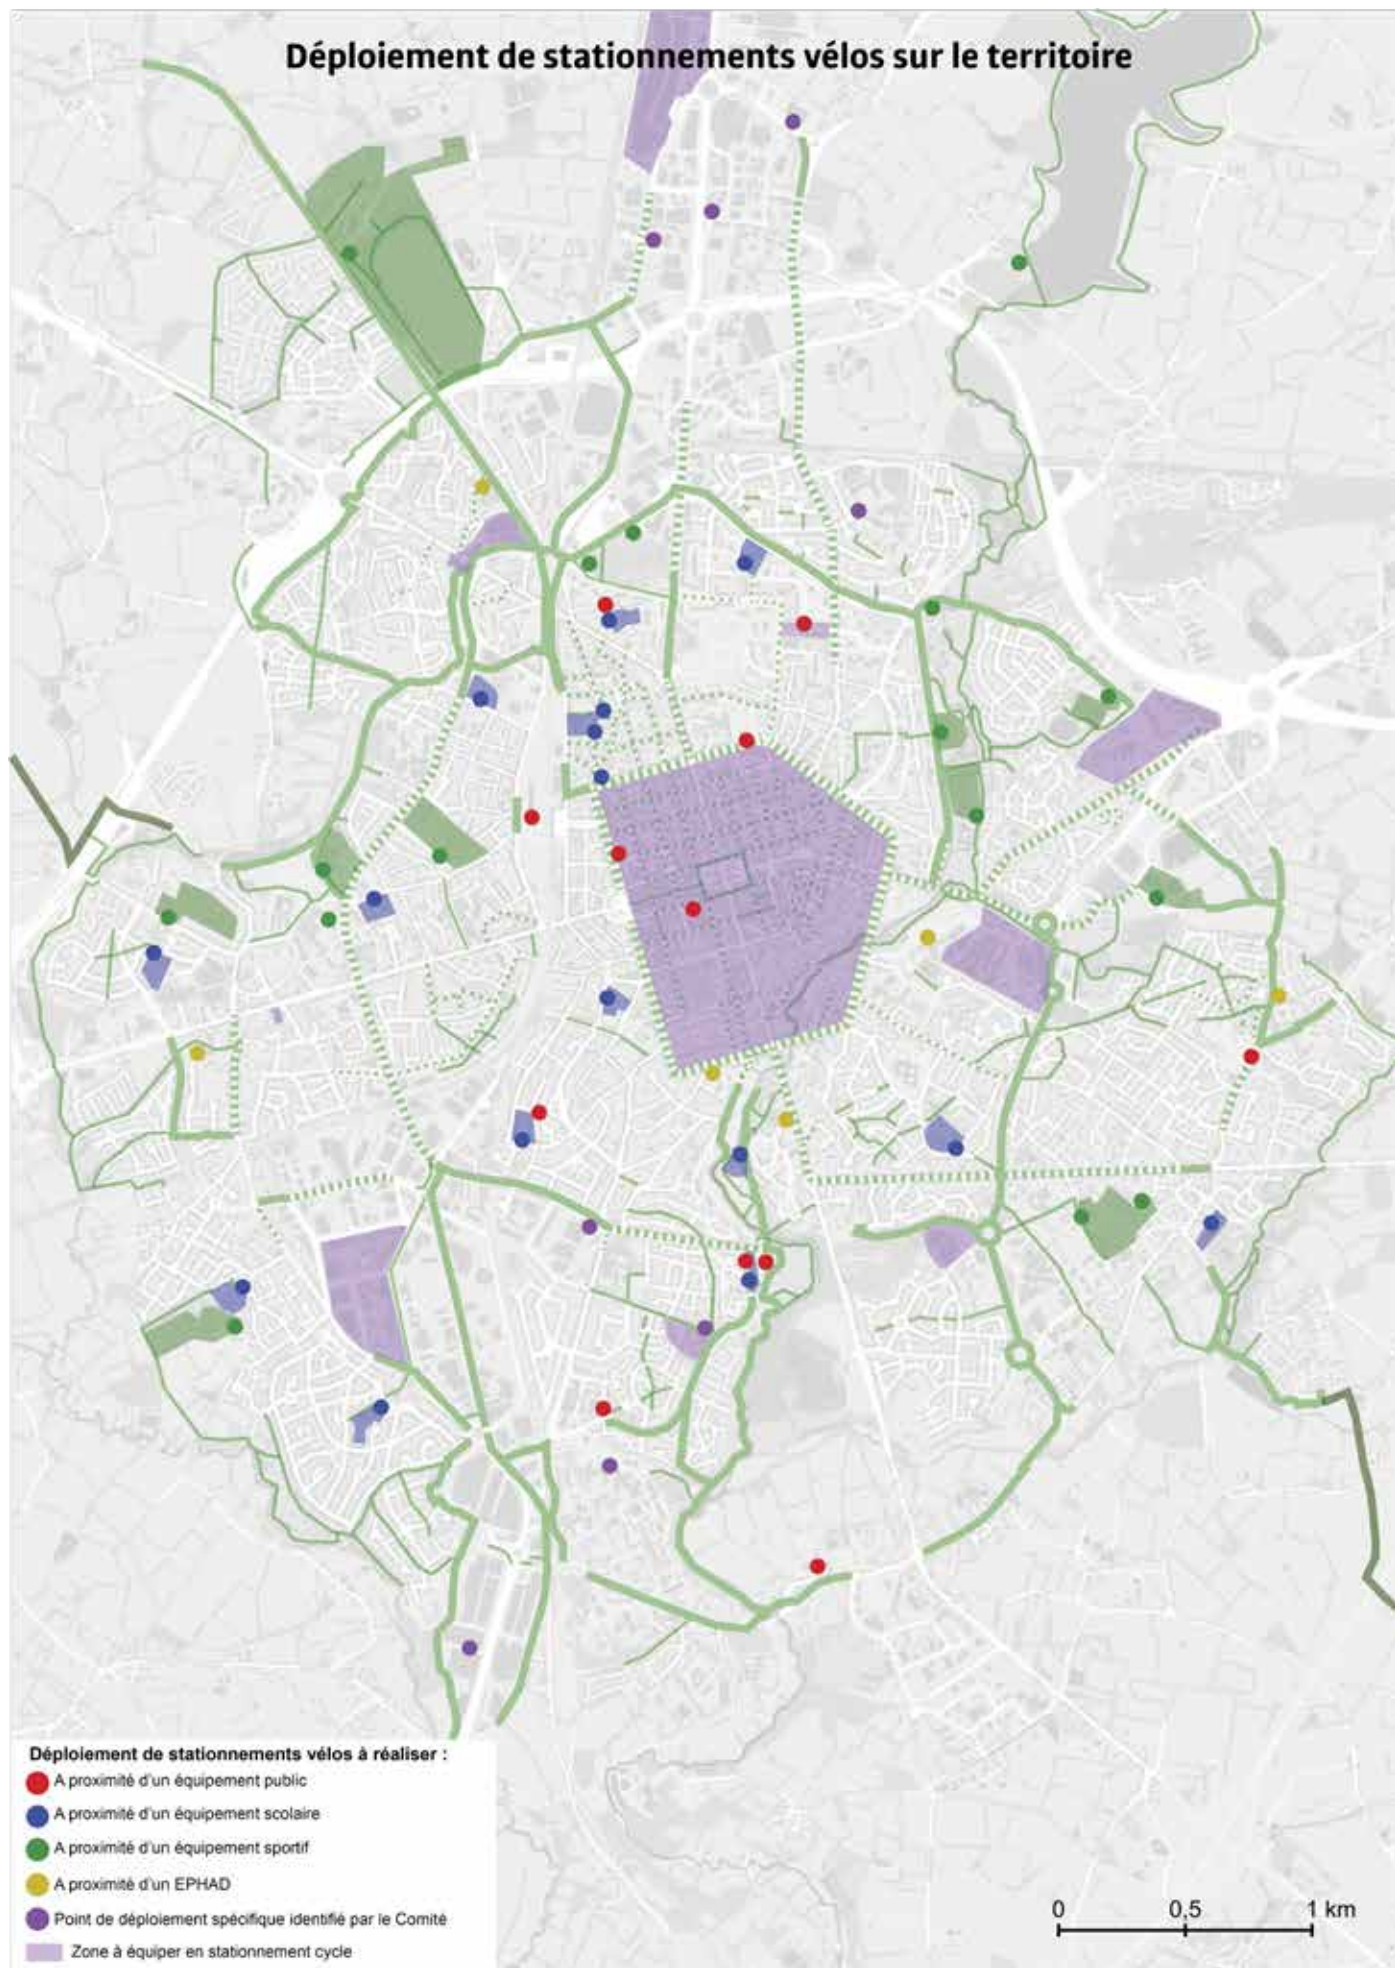 Déploiement de stationnements vélos sur le territoire
Déploiement de stationnements vélos à réaliser :
A proximité d'un équipement public
A proximité d'un équipement scolaire
A proximité d'un équipement sportif
A proximité d'un EPHAD
Point de déploiement spécifique identifié par le Comité
Zone à équiper en stationnement cycle
0 0,5 1 km